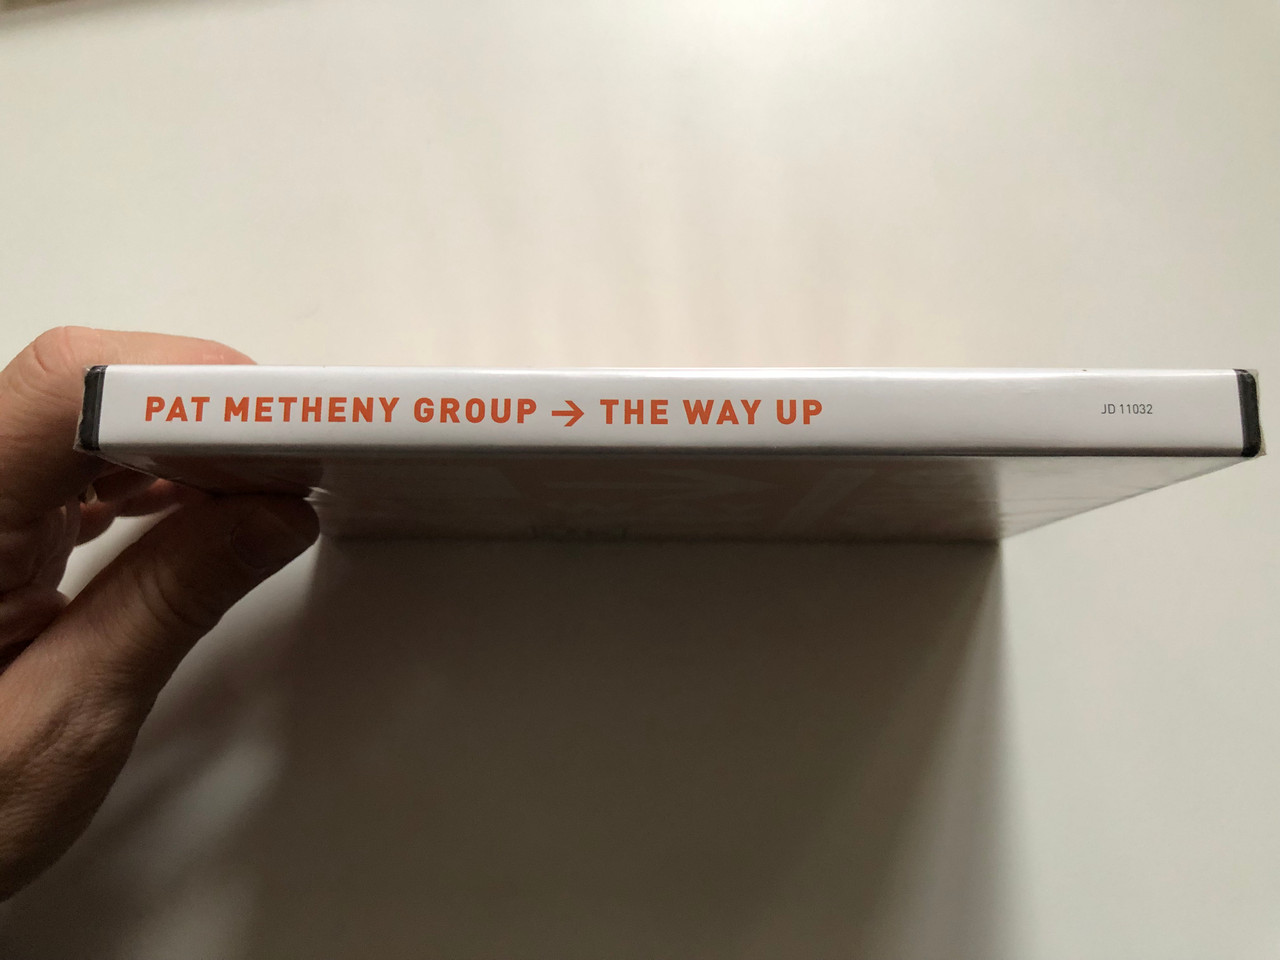 PAT METHENY GROUP → THE WAY UP JD 11032